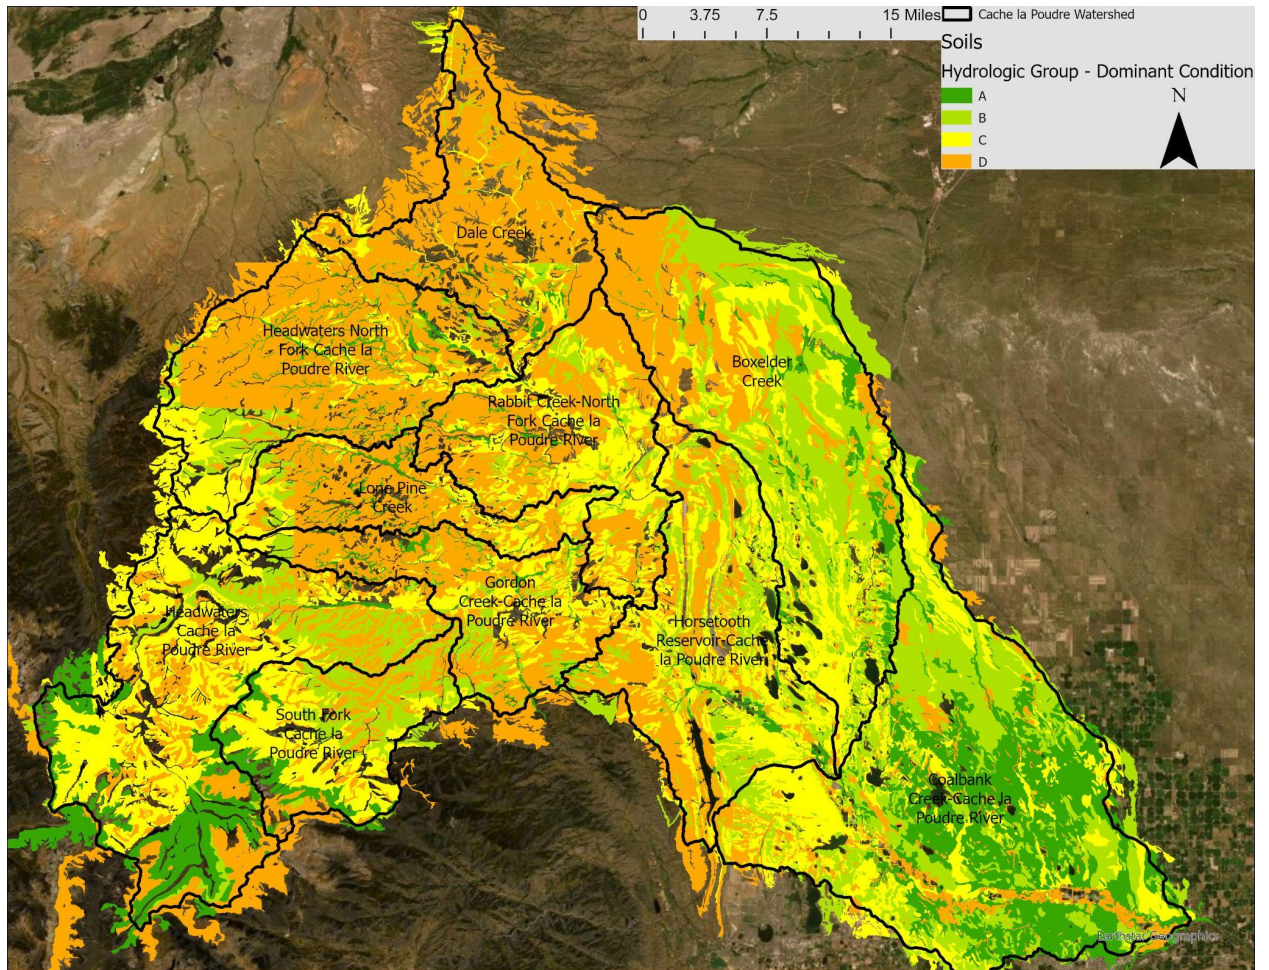 0 3.75 7.5 15 Miles
Cache la Poudre Watershed
Soils
Hydrologic Group - Dominant Condition
A
B
C
D
N
Dale Creek
Headwaters North
Fork Cache la
Poudre River
Boxelder
Creek
Rabbit Creek-North
Fork Cache la
Poudre River
Lone Pine
Creek
Gordon
Creek-Cache la
Poudre River
Headwaters
Cache la
Poudre River
Horsetooth
Reservoir-Cache
la Poudre River
South Fork
Cache la
Poudre River
Coalbank
Creek-Cache la
Poudre River
Earthstar Geographics